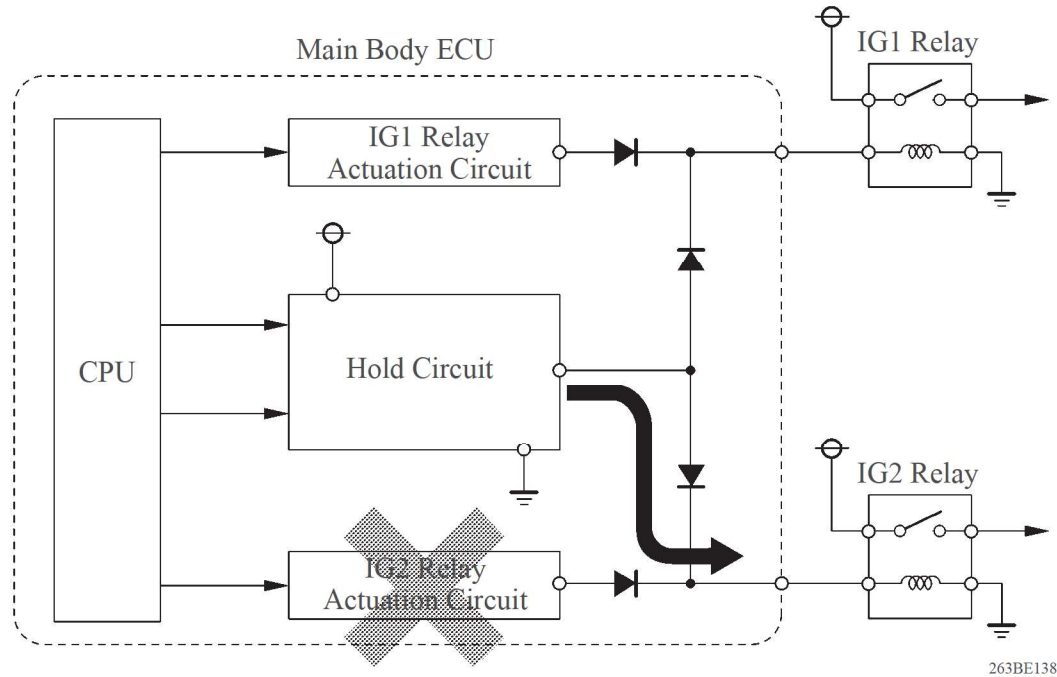 Main Body ECU
IG1 Relay
IG1 Relay
Actuation Circuit
CPU
Hold Circuit
IG2 Relay
IG2 Relay
Actuation Circuit
263BE138